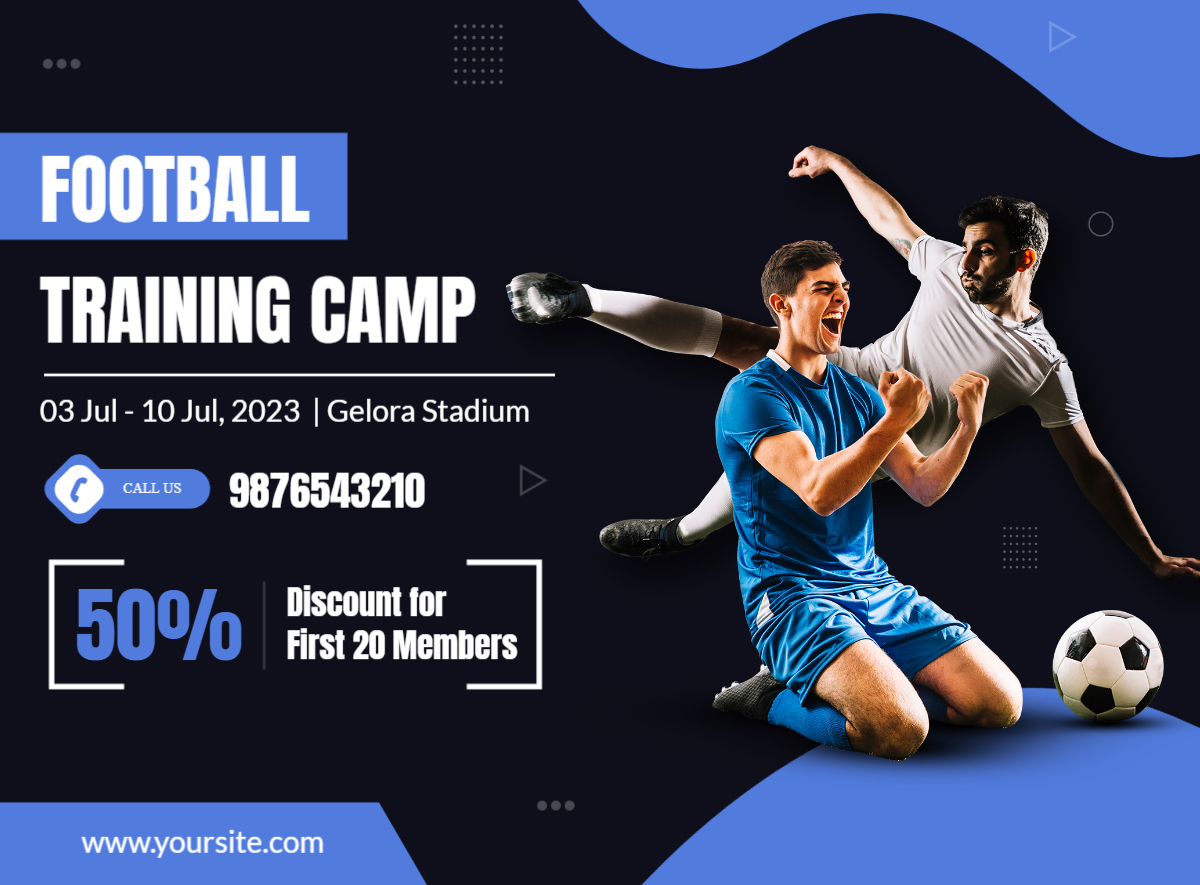 FOOTBALL
TRAINING CAMP
03 Jul - 10 Jul, 2023 | Gelora Stadium
CALL US 9876543210
50% Discount for
First 20 Members
www.yoursite.com